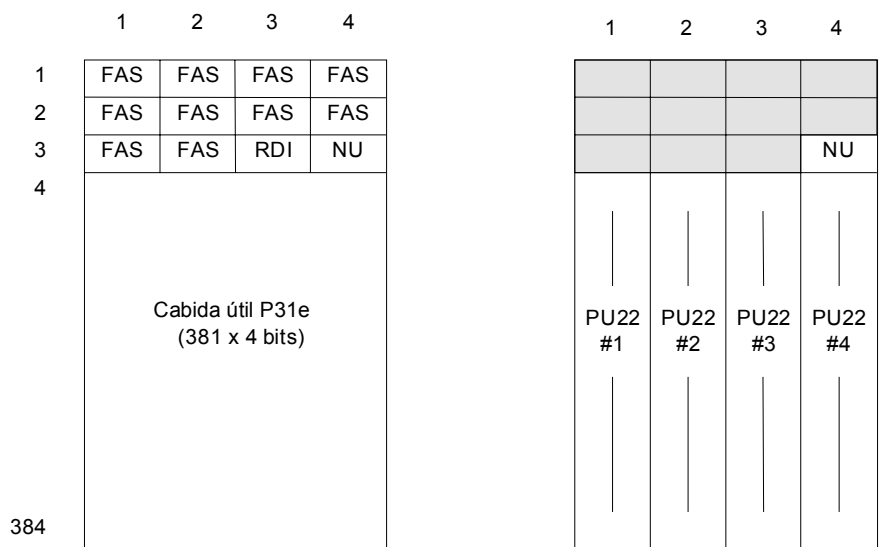 1 2 3 4
1 FAS FAS FAS FAS
2 FAS FAS FAS FAS
3 FAS FAS RDI NU
4
Cabida útil P31e
(381 x 4 bits)
384
1 2 3 4
NU
PU22 PU22 PU22 PU22
#1 #2 #3 #4